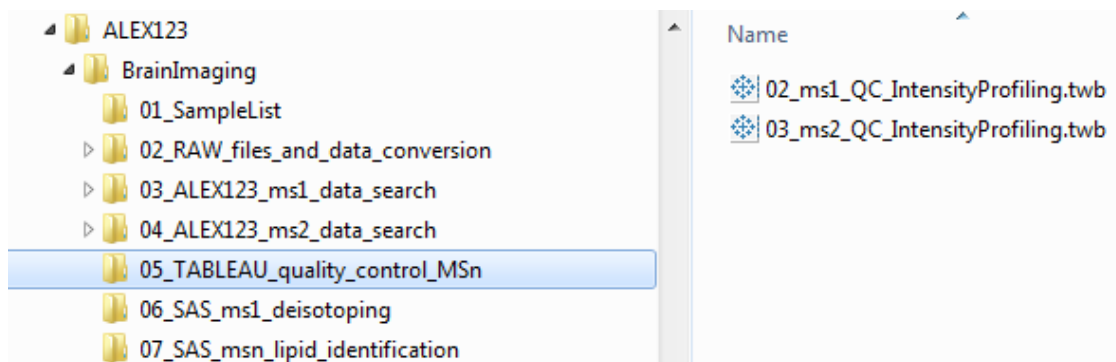 ALEX123
BrainImaging
01_SampleList
02_RAW_files_and_data_conversion
03_ALEX123_ms1_data_search
04_ALEX123_ms2_data_search
05_TABLEAU_quality_control_MSn
06_SAS_ms1_deisotoping
07_SAS_msn_lipid_identification
Name
02_ms1_QC_IntensityProfiling.twb
03_ms2_QC_IntensityProfiling.twb